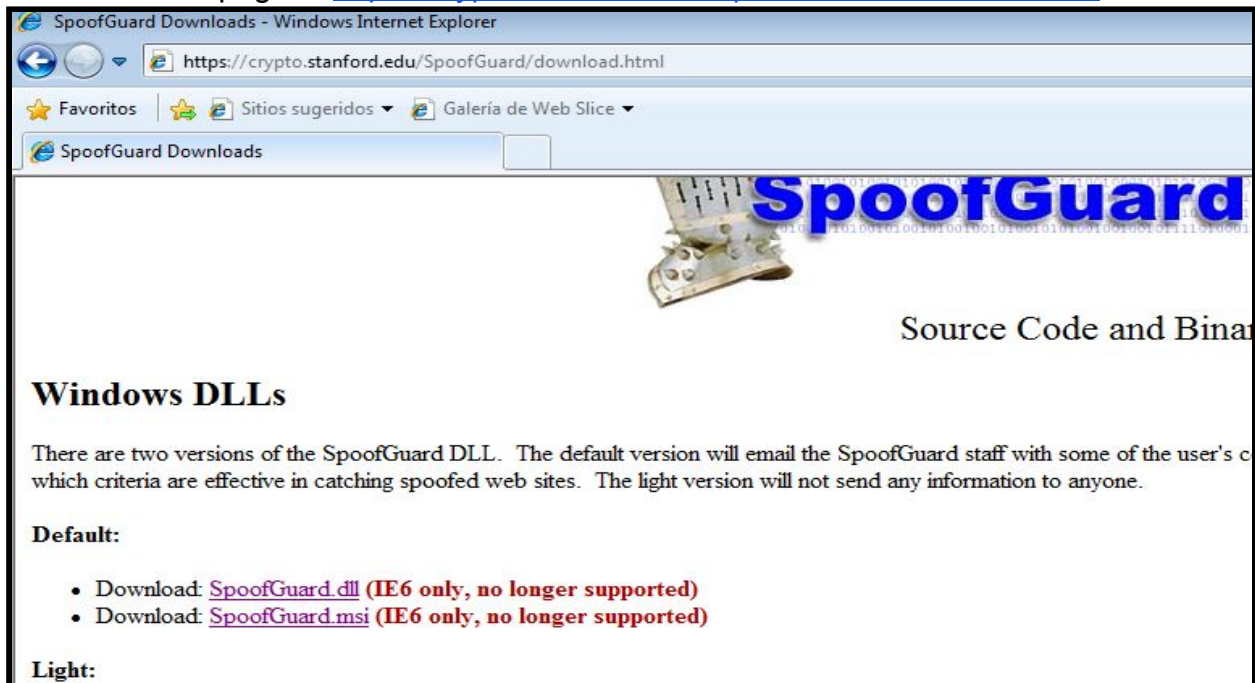 SpoofGuard Downloads - Windows Internet Explorer
https://crypto.stanford.edu/SpoofGuard/download.html
Favoritos Sitios sugeridos Galería de Web Slice
SpoofGuard Downloads
SpoofGuard
Source Code and
Windows DLLs
There are two versions of the SpoofGuard DLL. The default version will email the SpoofGuard staff with some of the user's
which criteria are effective in catching spoofed web sites. The light version will not send any information to anyone.
Default:
• Download: SpoofGuard.dll (IE6 only, no longer supported)
• Download: SpoofGuard.msi (IE6 only, no longer supported)
Light: